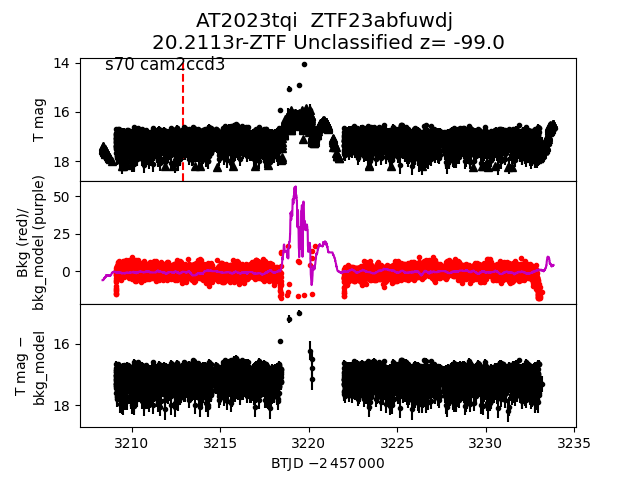 AT2023tqi  ZTF23abfuwdj
20.2113r-ZTF Unclassified z= -99.0
s70 cam2ccd3
14
16
18
T mag
50
25
0
Bkg (red)/
bkg_model (purple)
16
18
T mag −
bkg_model
3210
3215
3220
3225
3230
3235
BTJD −2 457 000